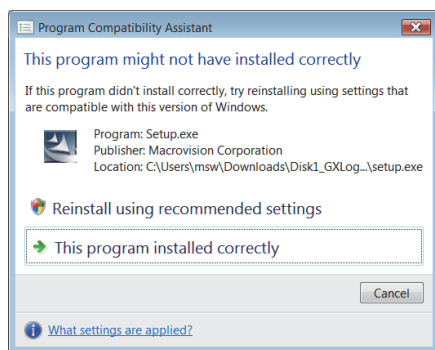 Program Compatibility Assistant
This program might not have installed correctly
If this program didn't install correctly, try reinstalling using settings that
are compatible with this version of Windows.
Program: Setup.exe
Publisher: Macrovision Corporation
Location: C:\Users\msw\Downloads\Disk1_GXLog...\setup.exe
Reinstall using recommended settings
This program installed correctly
Cancel
What settings are applied?